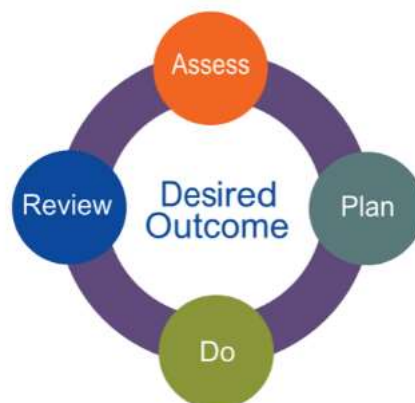 Assess
Review
Desired
Outcome
Plan
Do